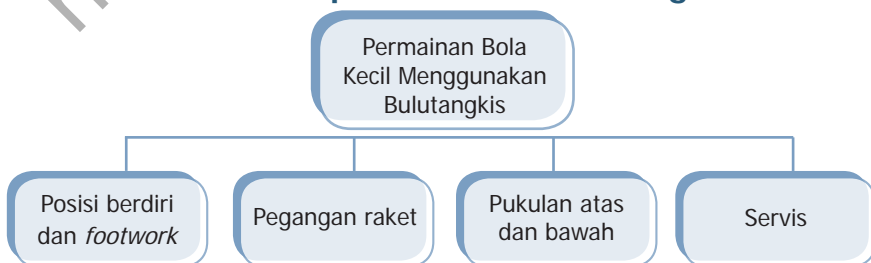 Permainan Bola
Kecil Menggunakan
Bulutangkis
Posisi berdiri
dan footwork
Pegangan raket
Pukulan atas
dan bawah
Servis